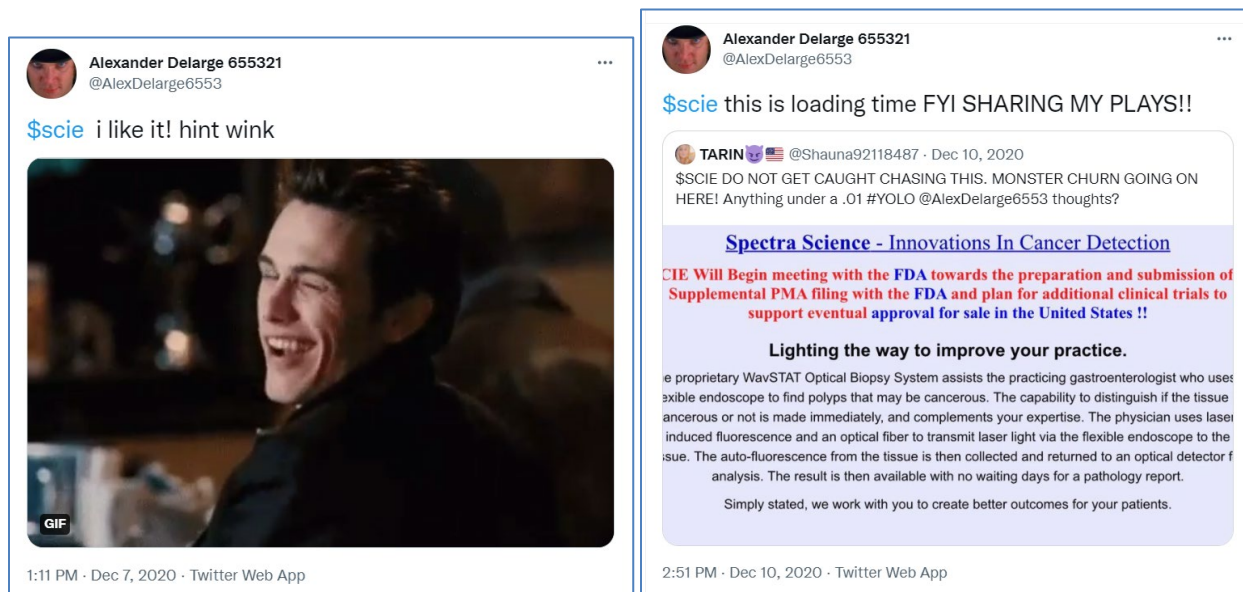 Alexander Delarge 655321
@AlexDelarge6553
$scie i like it! hint wink
GIF
1:11 PM · Dec 7, 2020 · Twitter Web App
Alexander Delarge 655321
@AlexDelarge6553
$scie this is loading time FYI SHARING MY PLAYS!!
TARIN😈🇺🇸 @Shauna92118487 · Dec 10, 2020
$SCIE DO NOT GET CAUGHT CHASING THIS. MONSTER CHURN GOING ON
HERE! Anything under a .01 #YOLO @AlexDelarge6553 thoughts?
Spectra Science - Innovations In Cancer Detection
CIE Will Begin meeting with the FDA towards the preparation and submission of
Supplemental PMA filing with the FDA and plan for additional clinical trials to
support eventual approval for sale in the United States !!
Lighting the way to improve your practice.
e proprietary WavSTAT Optical Biopsy System assists the practicing gastroenterologist who uses
exible endoscope to find polyps that may be cancerous. The capability to distinguish if the tissue
ancerous or not is made immediately, and complements your expertise. The physician uses laser
induced fluorescence and an optical fiber to transmit laser light via the flexible endoscope to the
ssue. The auto-fluorescence from the tissue is then collected and returned to an optical detector f
analysis. The result is then available with no waiting days for a pathology report.
Simply stated, we work with you to create better outcomes for your patients.
2:51 PM · Dec 10, 2020 · Twitter Web App